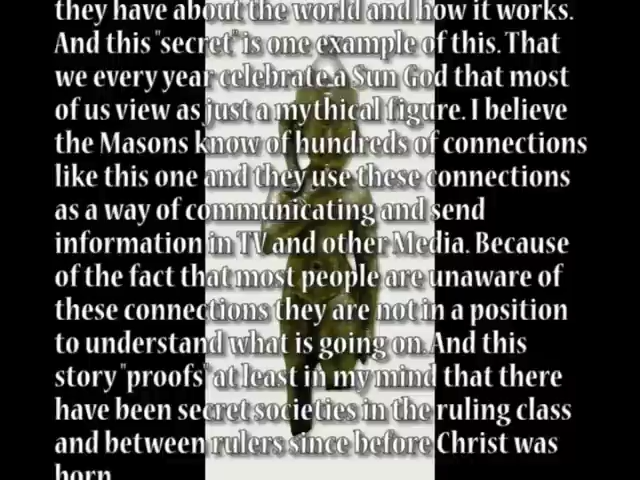 they have about the world and how it works.
And this "secret" is one example of this. That
we every year celebrate a Sun God that most
of us view as just a mythical figure. I believe
the Masons know of hundreds of connections
like this one and they use these connections
as a way of communicating and send
information in TV and other Media. Because
of the fact that most people are unaware of
these connections they are not in a position
to understand what is going on. And this
story "proofs" at least in my mind that there
have been secret societies in the ruling class
and between rulers since before Christ was
born